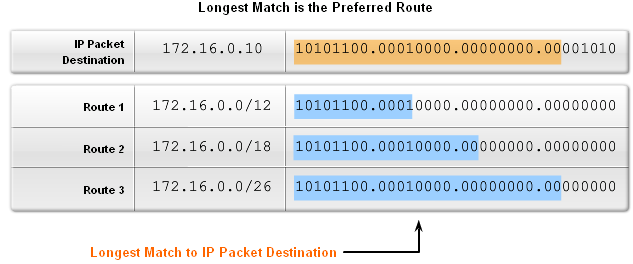 Longest Match is the Preferred Route
IP Packet Destination 172.16.0.10 10101100.00010000.00000000.00001010
Route 1 172.16.0.0/12 10101100.00010000.00000000.00000000
Route 2 172.16.0.0/18 10101100.00010000.00000000.00000000
Route 3 172.16.0.0/26 10101100.00010000.00000000.00000000
Longest Match to IP Packet Destination